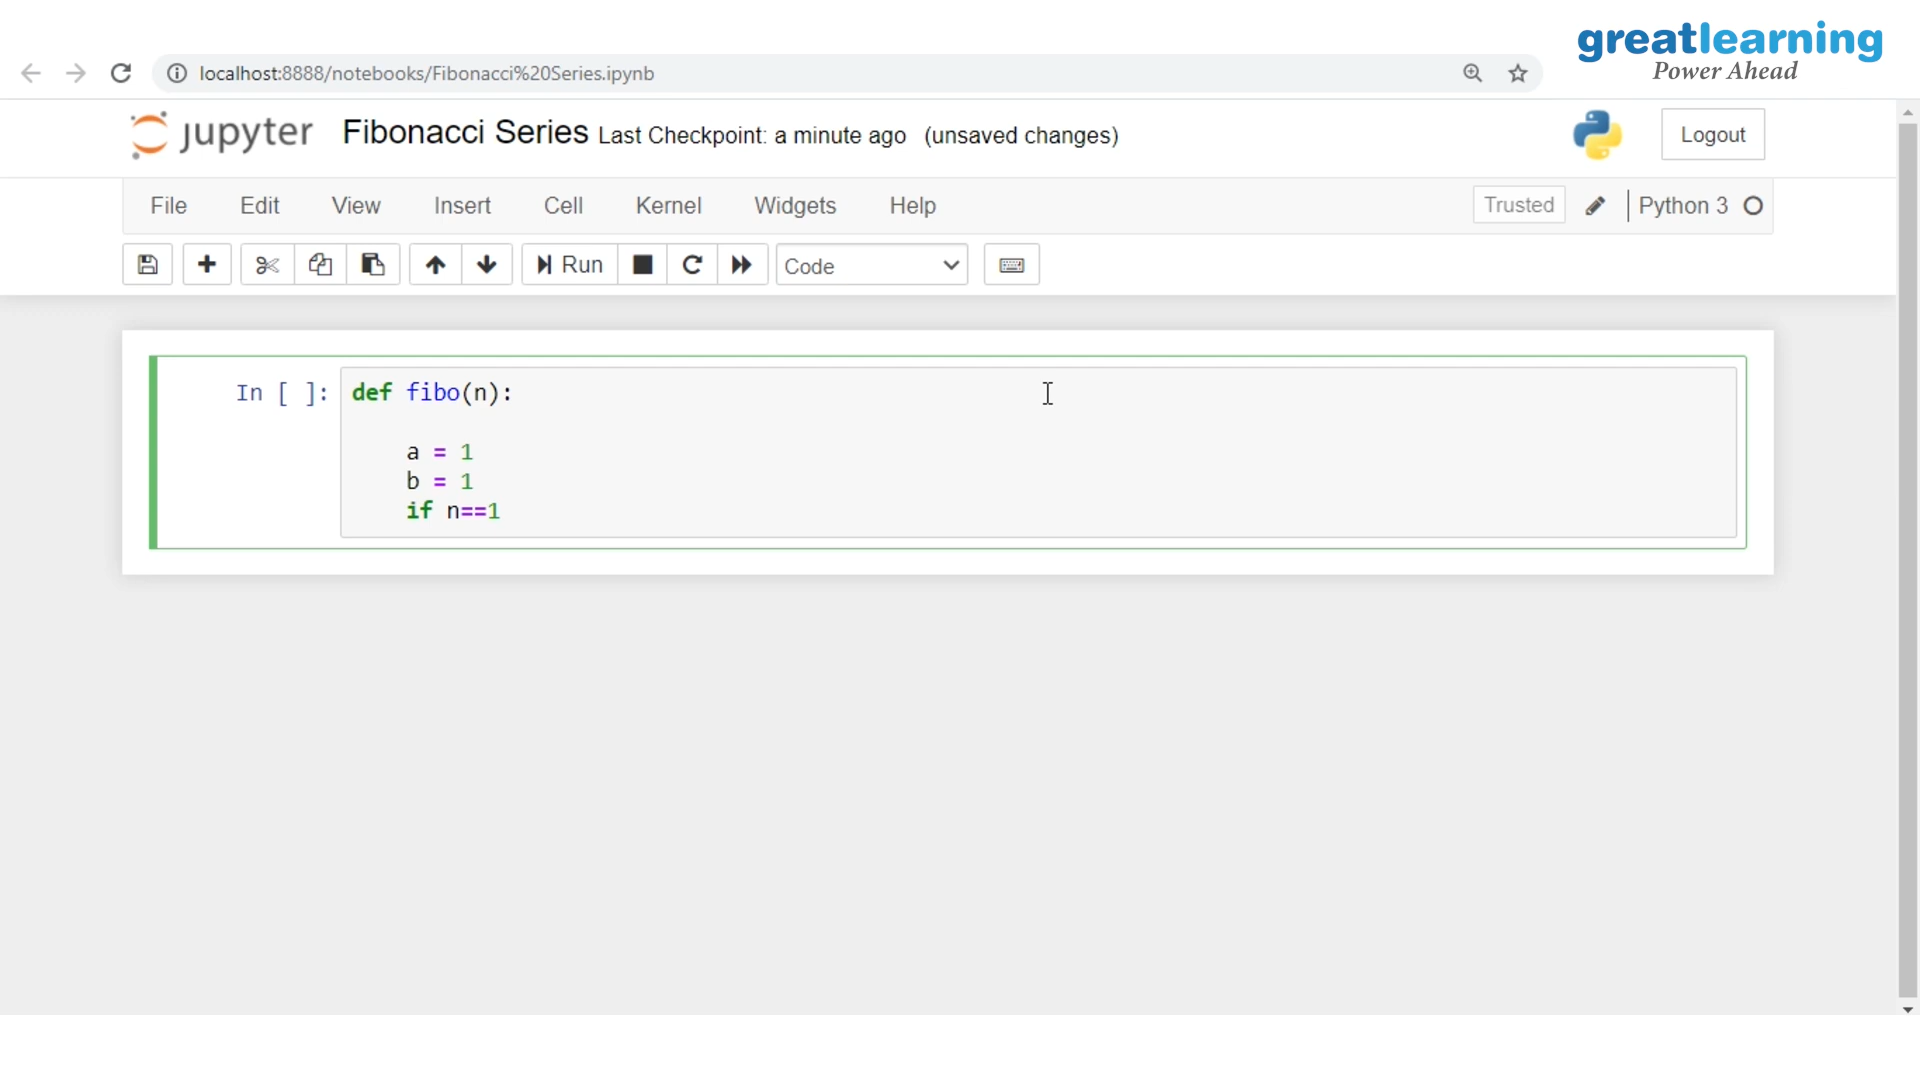 greatlearning
Power Ahead
localhost:8888/notebooks/Fibonacci%20Series.ipynb
jupyter Fibonacci Series Last Checkpoint: a minute ago (unsaved changes)
Logout
File Edit View Insert Cell Kernel Widgets Help Trusted Python 3
Run Code
In [ ]: def fibo(n):
a = 1
b = 1
if n==1